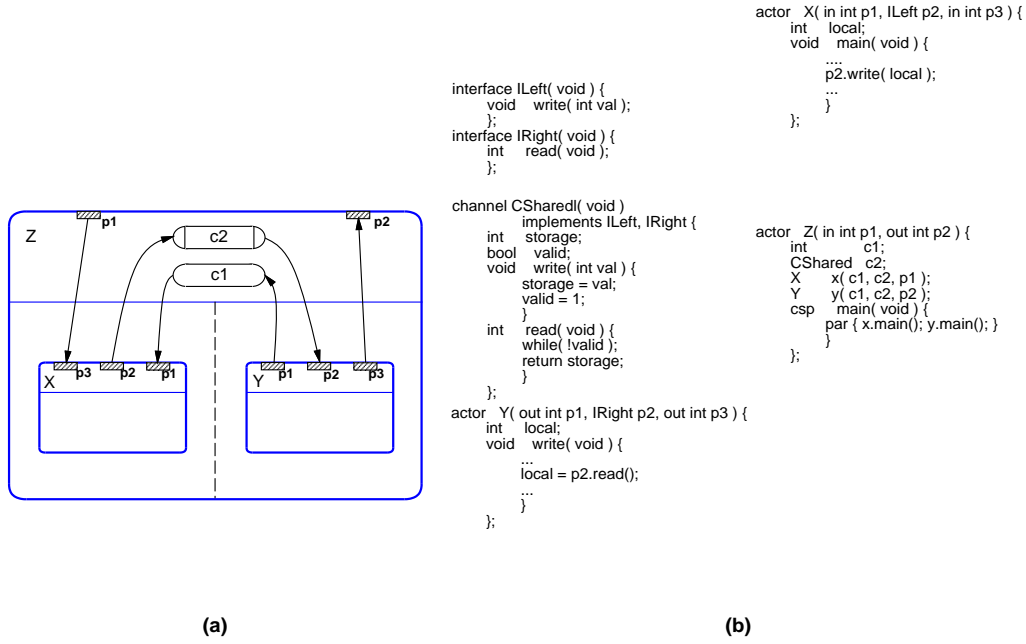 Z
p1
p2
c2
c1
X
p3
p2
p1
Y
p1
p2
p3
(a)
interface ILeft( void ) {
void write( int val );
};
interface IRight( void ) {
int read( void );
};
channel CSharedI( void )
implements ILeft, IRight {
int storage;
bool valid;
void write( int val ) {
storage = val;
valid = 1;
}
int read( void ) {
while( !valid );
return storage;
}
};
actor Y( out int p1, IRight p2, out int p3 ) {
int local;
void write( void ) {
...
local = p2.read();
...
}
};
actor X( in int p1, ILeft p2, in int p3 ) {
int local;
void main( void ) {
....
p2.write( local );
...
}
};
actor Z( in int p1, out int p2 ) {
int c1;
CShared c2;
X x( c1, c2, p1 );
Y y( c1, c2, p2 );
csp main( void ) {
par { x.main(); y.main(); }
}
};
(b)